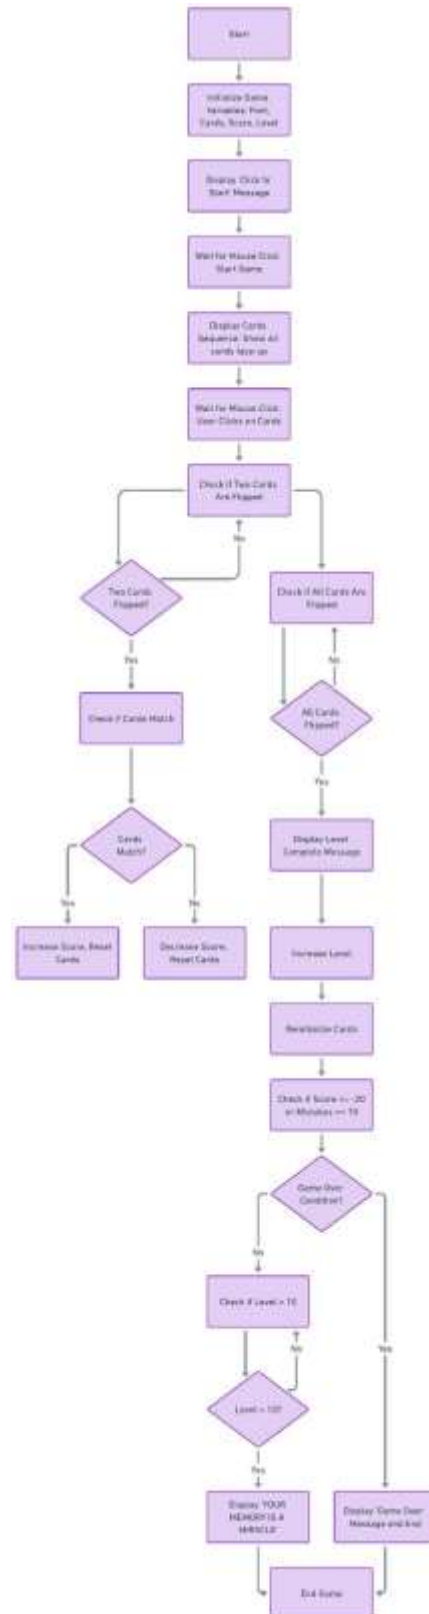 Start
Initialize Game
Variables: Font,
Cards, Score, Level
Display Click to
Start Message
Wait for Mouse Click:
Start Game
Display Cards
Sequence: Show all
cards face up
Wait for Mouse Click:
User Clicks on Cards
Check if Two Cards
Are Flipped
No
Two Cards
Flipped?
Check if All Cards Are
Flipped
Yes
No
Check if Cards Match
All Cards
Flipped?
Yes
Cards
Match?
Display Level
Complete Message
Yes
No
Increase Score, Reset
Cards
Decrease Score,
Reset Cards
Increase Level
Reinitialize Cards
Check if Score
or Mistakes
Game Over
Condition?
No
Check if Level > 10
No
Yes
Level > 10?
Yes
Display 'YOUR
MEMORY IS A
MIRACLE'
Display 'Game Over'
Message and End
End Game